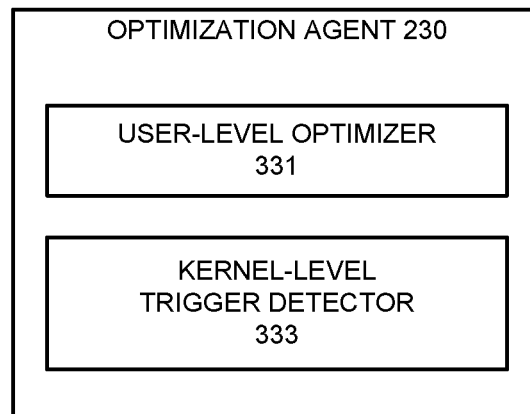 OPTIMIZATION AGENT 230
USER-LEVEL OPTIMIZER
331
KERNEL-LEVEL
TRIGGER DETECTOR
333